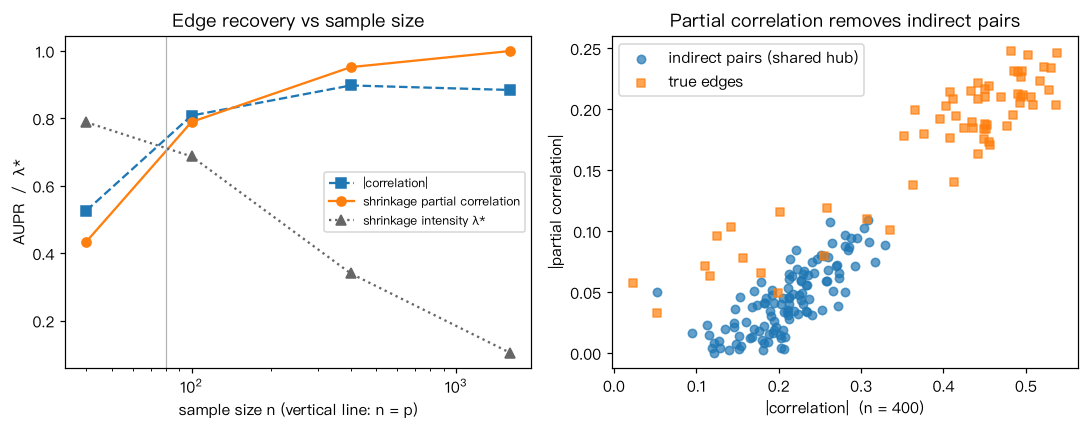 Edge recovery vs sample size
1.0
0.8
0.6
0.4
0.2
AUPR / λ*
|correlation|
shrinkage partial correlation
shrinkage intensity λ*
10²
10³
sample size n (vertical line: n = p)
Partial correlation removes indirect pairs
indirect pairs (shared hub)
true edges
0.25
0.20
0.15
0.10
0.05
0.00
|partial correlation|
0.0
0.1
0.2
0.3
0.4
0.5
|correlation| (n = 400)